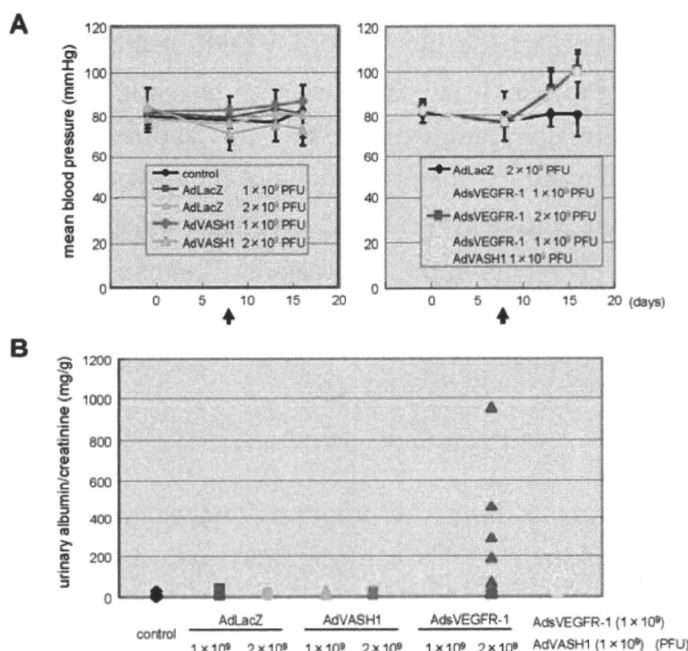 A
mean blood pressure (mmHg)
120
100
80
60
40
20
0
control
AdLacZ 1×10⁹ PFU
AdLacZ 2×10⁹ PFU
AdVASH1 1×10⁹ PFU
AdVASH1 2×10⁹ PFU
0 5 10 15 20
120
100
80
60
40
20
0
AdLacZ 2×10⁹ PFU
AdsVEGFR-1 1×10⁹ PFU
AdsVEGFR-1 2×10⁹ PFU
AdsVEGFR-1 1×10⁹ PFU
AdVASH1 1×10⁹ PFU
0 5 10 15 20 (days)
B
urinary albumin/creatinine (mg/g)
1200
1000
800
600
400
200
0
control
AdLacZ AdVASH1 AdsVEGFR-1 AdsVEGFR-1 (1×10⁹)
1×10⁹ 2×10⁹ 1×10⁹ 2×10⁹ 1×10⁹ 2×10⁹ AdVASH1 (1×10⁹) (PFU)